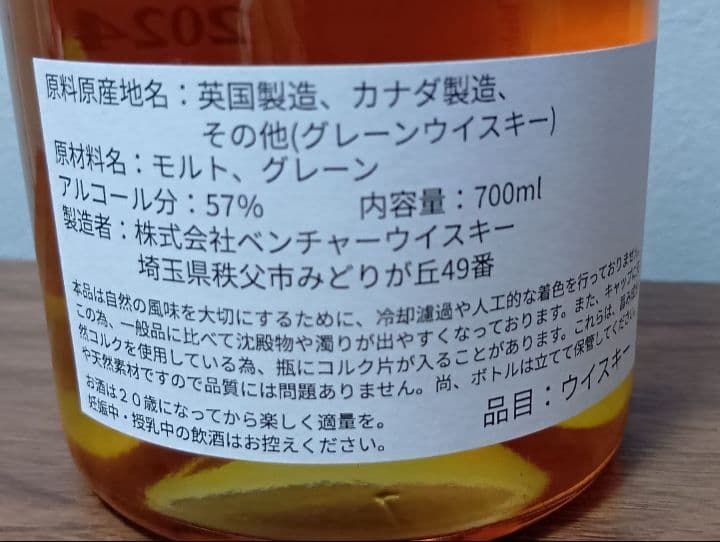 2024
原料原産地名：英国製造、カナダ製造、
その他(グレーンウイスキー)
原材料名：モルト、グレーン
アルコール分：57% 内容量：700ml
製造者：株式会社ベンチャーウイスキー
埼玉県秩父市みどりが丘49番
本品は自然の風味を大切にするために、冷却濾過や人工的な着色を行っておりません。
この為、一般品に比べて沈殿物や濁りが出やすくなっております。また、キャップに
然コルクを使用している為、瓶にコルク片が入ることがあります。これらは、旨み成
や天然素材ですので品質には問題ありません。尚、ボトルは立てて保管してください。
お酒は２０歳になってから楽しく適量を。
妊娠中・授乳中の飲酒はお控えください。
品目：ウイスキー